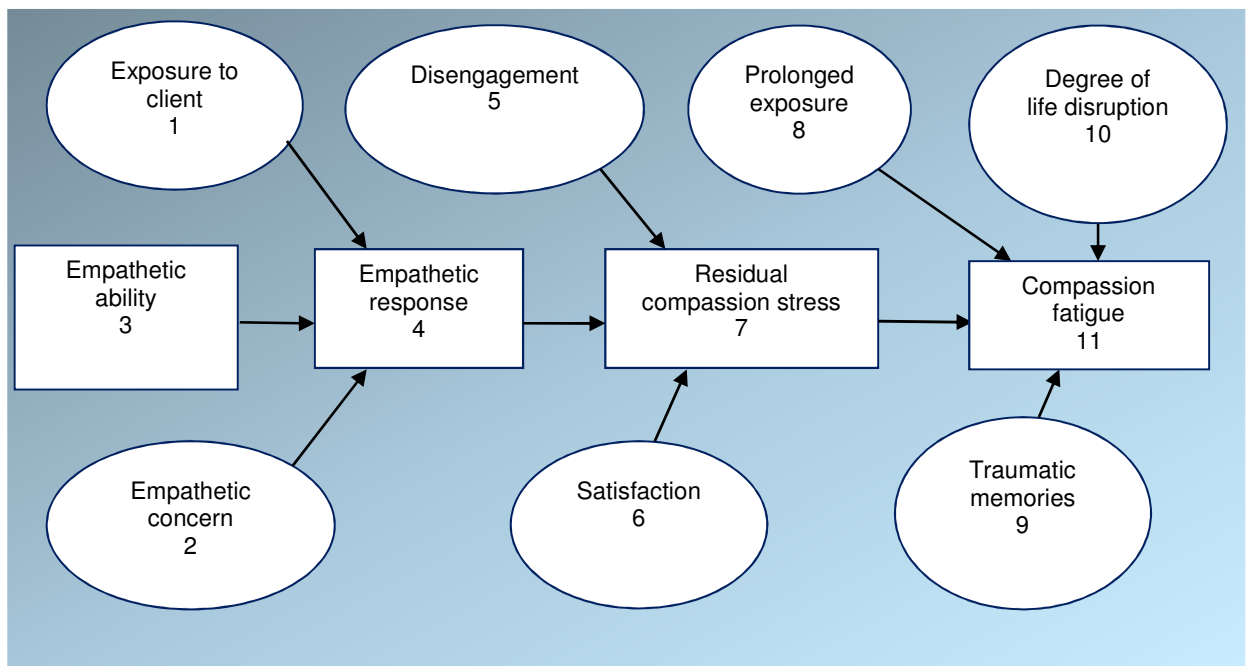 Exposure to
client
1
Disengagement
5
Prolonged
exposure
8
Degree of
life disruption
10
Empathetic
ability
3
Empathetic
response
4
Residual
compassion stress
7
Compassion
fatigue
11
Empathetic
concern
2
Satisfaction
6
Traumatic
memories
9